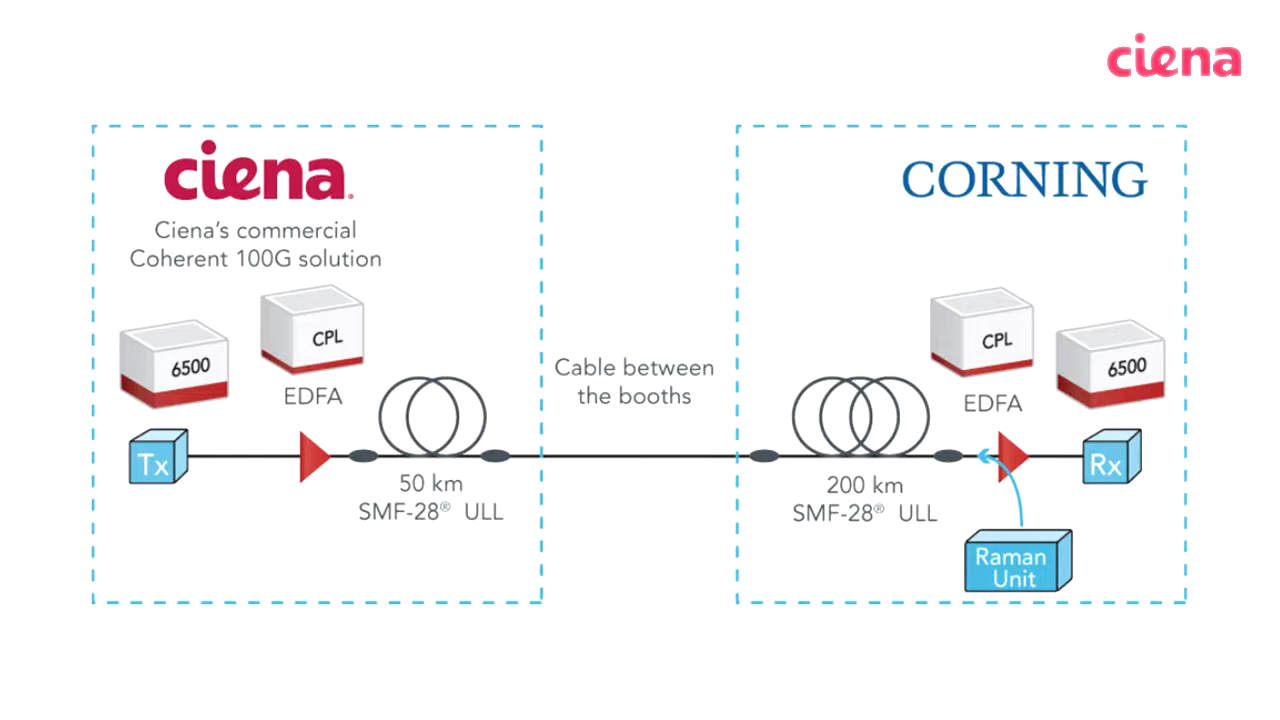 ciena
ciena
CORNING
Ciena's commercial
Coherent 100G solution
6500
CPL
EDFA
Cable between
the booths
CPL
6500
EDFA
Tx
Rx
50 km
SMF-28® ULL
200 km
SMF-28® ULL
Raman
Unit